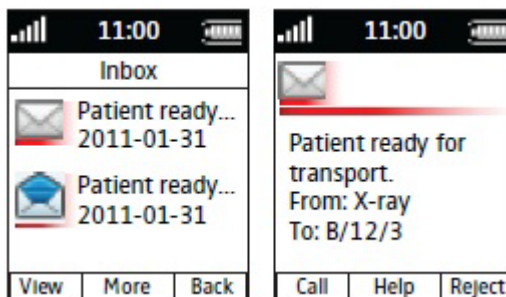 11:00
Inbox
Patient ready...
2011-01-31
Patient ready...
2011-01-31
View More Back
11:00
Patient ready for
transport.
From: X-ray
To: B/12/3
Call Help Reject